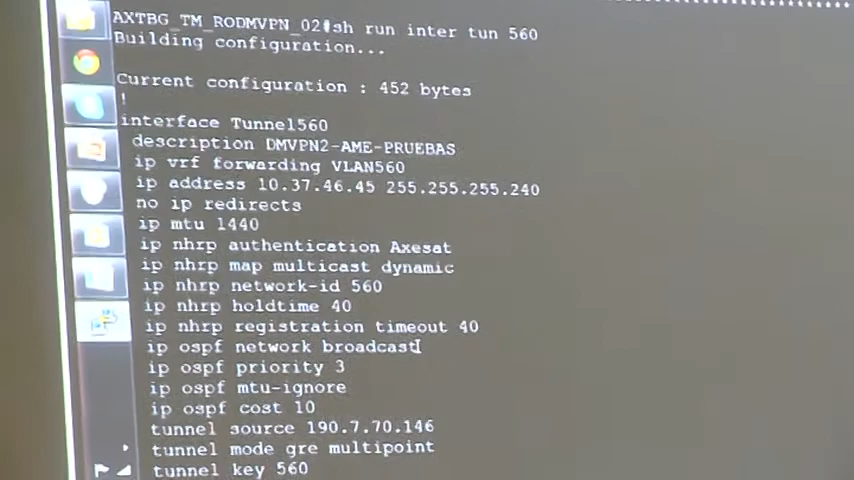 AXTBG_TM_RODMVPN_02#sh run inter tun 560
Building configuration...
Current configuration : 452 bytes
!
interface Tunnel560
description DMVPN2-AME-PRUEBAS
ip vrf forwarding VLAN560
ip address 10.37.46.45 255.255.255.240
no ip redirects
ip mtu 1440
ip nhrp authentication Axesat
ip nhrp map multicast dynamic
ip nhrp network-id 560
ip nhrp holdtime 40
ip nhrp registration timeout 40
ip ospf network broadcast
ip ospf priority 3
ip ospf mtu-ignore
ip ospf cost 10
tunnel source 190.7.70.146
tunnel mode gre multipoint
tunnel key 560